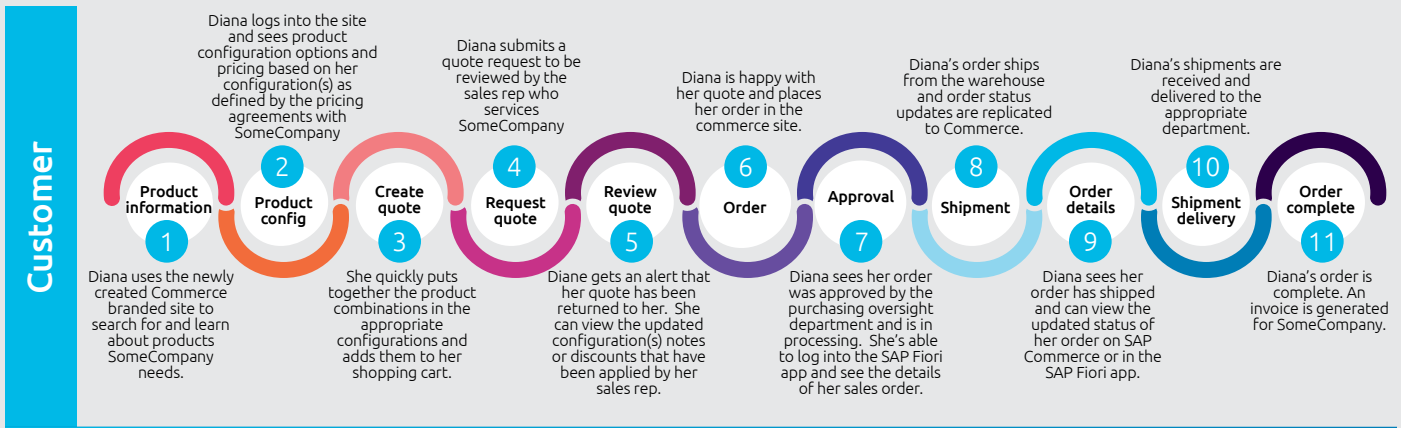 Customer
Product
information
1
Diana uses the newly
created Commerce
branded site to
search for and learn
about products
SomeCompany
needs.
Diana logs into the site
and sees product
configuration options and
pricing based on her
configuration(s) as
defined by the pricing
agreements with
SomeCompany
2
Product
config
Create
quote
3
She quickly puts
together the product
combinations in the
appropriate
configurations and
adds them to her
shopping cart.
Diana submits a
quote request to be
reviewed by the
sales rep who
services
SomeCompany
4
Request
quote
Review
quote
5
Diane gets an alert that
her quote has been
returned to her. She
can view the updated
configuration(s) notes
or discounts that have
been applied by her
sales rep.
Diana is happy with
her quote and places
her order in the
commerce site.
6
Order
Approval
7
Diana sees her order
was approved by the
purchasing oversight
department and is in
processing. She's able
to log into the SAP Fiori
app and see the details
of her sales order.
Diana's order ships
from the warehouse
and order status
updates are replicated
to Commerce.
8
Shipment
Order
details
9
Diana sees her
order has shipped
and can view the
updated status of
her order on SAP
Commerce or in the
SAP Fiori app.
Diana's shipments are
received and
delivered to the
appropriate
department.
10
Shipment
delivery
Order
complete
11
Diana's order is
complete. An
invoice is generated
for SomeCompany.